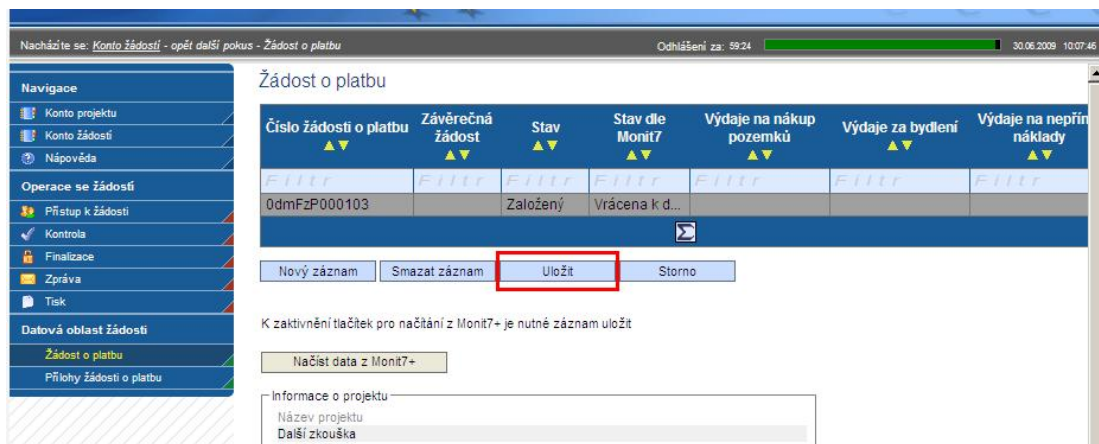 Nacházíte se: Konto žádostí - opět další pokus - Žádost o platbu
Odhlášení za: 59:24
30.06.2009 10:07:46
Navigace
Konto projektu
Konto žádostí
Nápověda
Operace se žádostí
Přístup k žádosti
Kontrola
Finalizace
Zpráva
Tisk
Datová oblast žádosti
Žádost o platbu
Přílohy žádosti o platbu
Žádost o platbu
Číslo žádosti o platbu
Závěrečná žádost
Stav
Stav dle Monit7
Výdaje na nákup pozemků
Výdaje za bydlení
Výdaje na nepřín náklady
Filtr Filtr Filtr Filtr Filtr Filtr Filtr
0dmFzP000103 Založený Vrácena k d...
Σ
Nový záznam Smazat záznam Uložit Storno
K zaktivnění tlačítek pro načítání z Monit7+ je nutné záznam uložit
Načíst data z Monit7+
Informace o projektu
Název projektu
Další zkouška